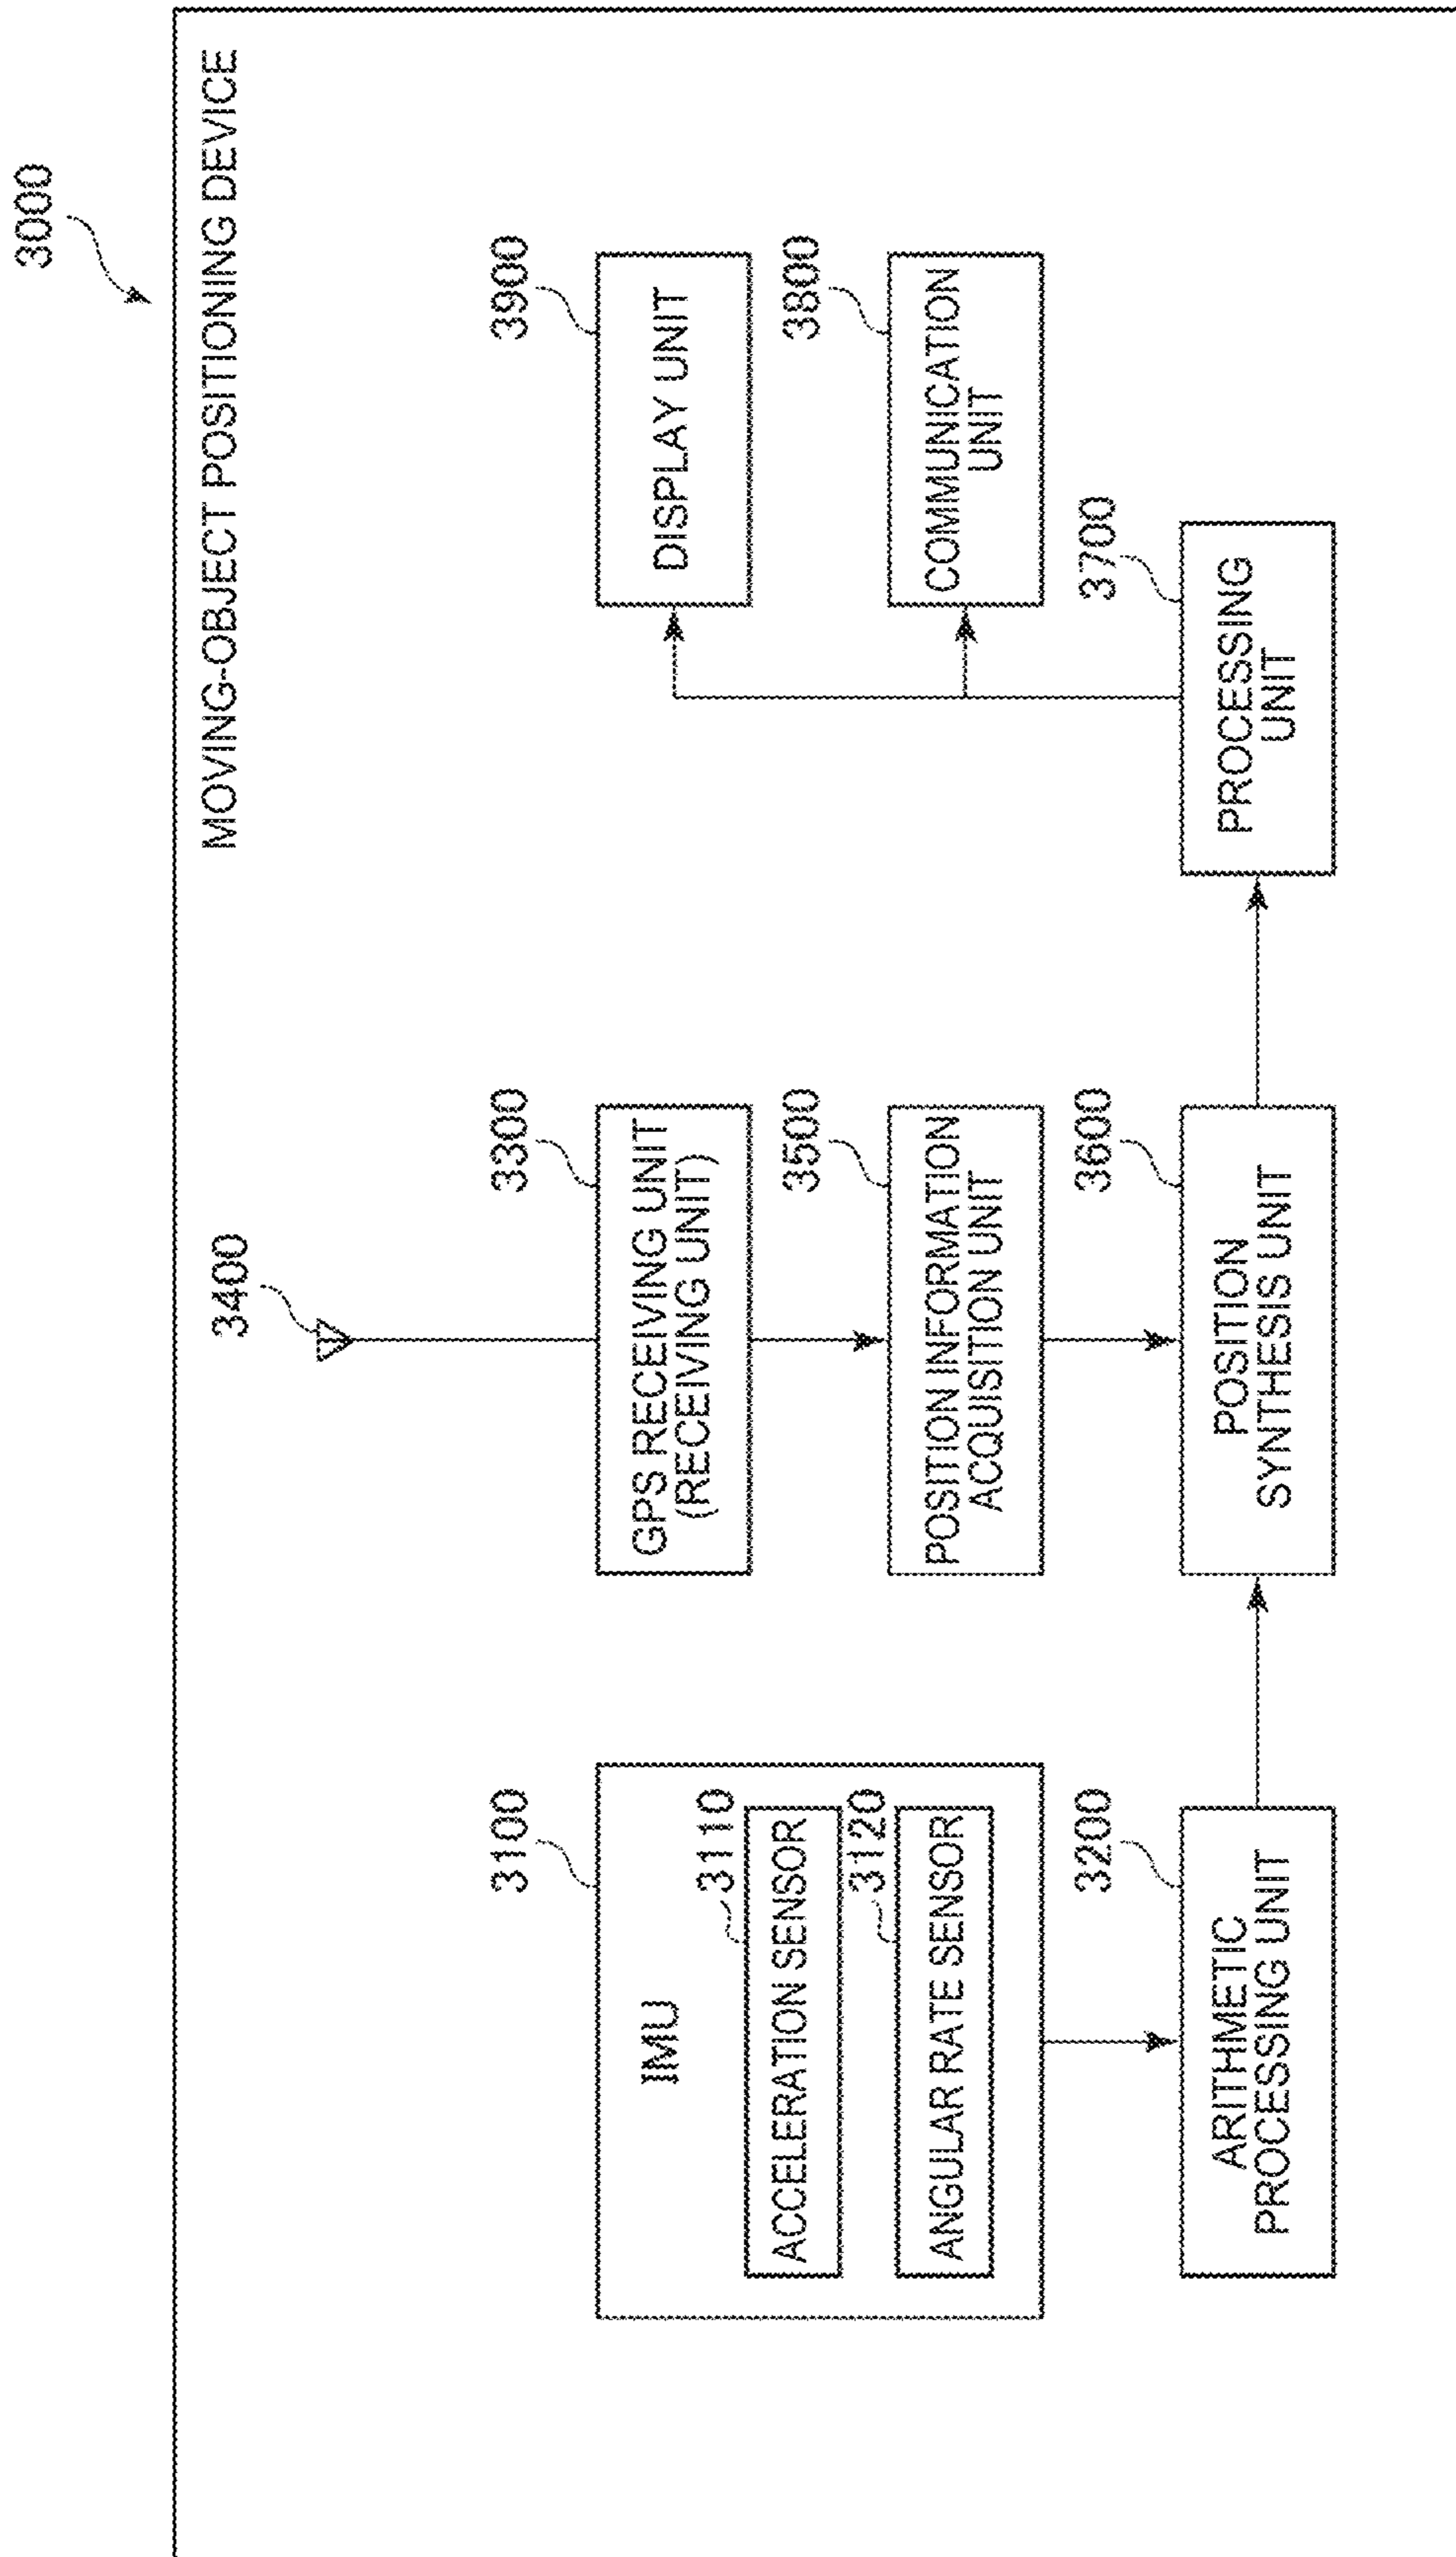 3000
MOVING-OBJECT POSITIONING DEVICE
3400
3100
IMU
3110
ACCELERATION SENSOR
3120
ANGULAR RATE SENSOR
3300
GPS RECEIVING UNIT
(RECEIVING UNIT)
3500
POSITION INFORMATION
ACQUISITION UNIT
3900
DISPLAY UNIT
3800
COMMUNICATION
UNIT
3200
ARITHMETIC
PROCESSING UNIT
3600
POSITION
SYNTHESIS UNIT
3700
PROCESSING
UNIT